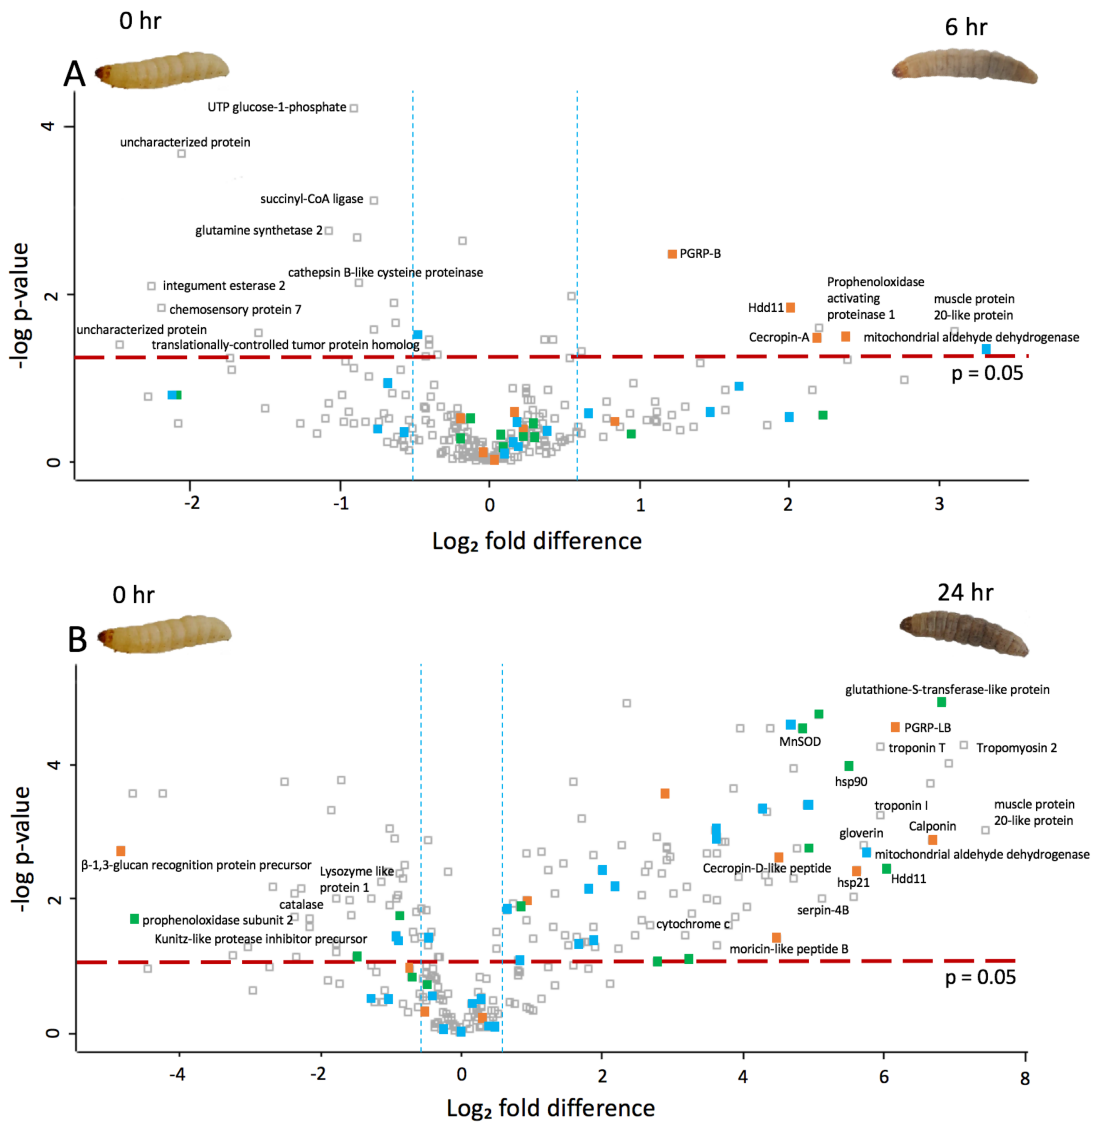 0 hr
6 hr
A
UTP glucose-1-phosphate
4
uncharacterized protein
succinyl-CoA ligase
glutamine synthetase 2
PGRP-B
cathepsin B-like cysteine proteinase
integument esterase 2
Prophenoloxidase
activating
proteinase 1
muscle protein
20-like protein
2
chemosensory protein 7
Hdd11
uncharacterized protein
translationally-controlled tumor protein homolog
Cecropin-A
mitochondrial aldehyde dehydrogenase
p = 0.05
0
-log p-value
-2
-1
0
1
2
3
Log₂ fold difference
0 hr
24 hr
B
glutathione-S-transferase-like protein
PGRP-LB
MnSOD
troponin T
Tropomyosin 2
4
hsp90
troponin I
muscle protein
20-like protein
Calponin
gloverin
mitochondrial aldehyde dehydrogenase
β-1,3-glucan recognition protein precursor
Lysozyme like
protein 1
Cecropin-D-like peptide
hsp21
Hdd11
2
catalase
serpin-4B
prophenoloxidase subunit 2
cytochrome c
Kunitz-like protease inhibitor precursor
moricin-like peptide B
p = 0.05
0
-log p-value
-4
-2
0
2
4
6
8
Log₂ fold difference